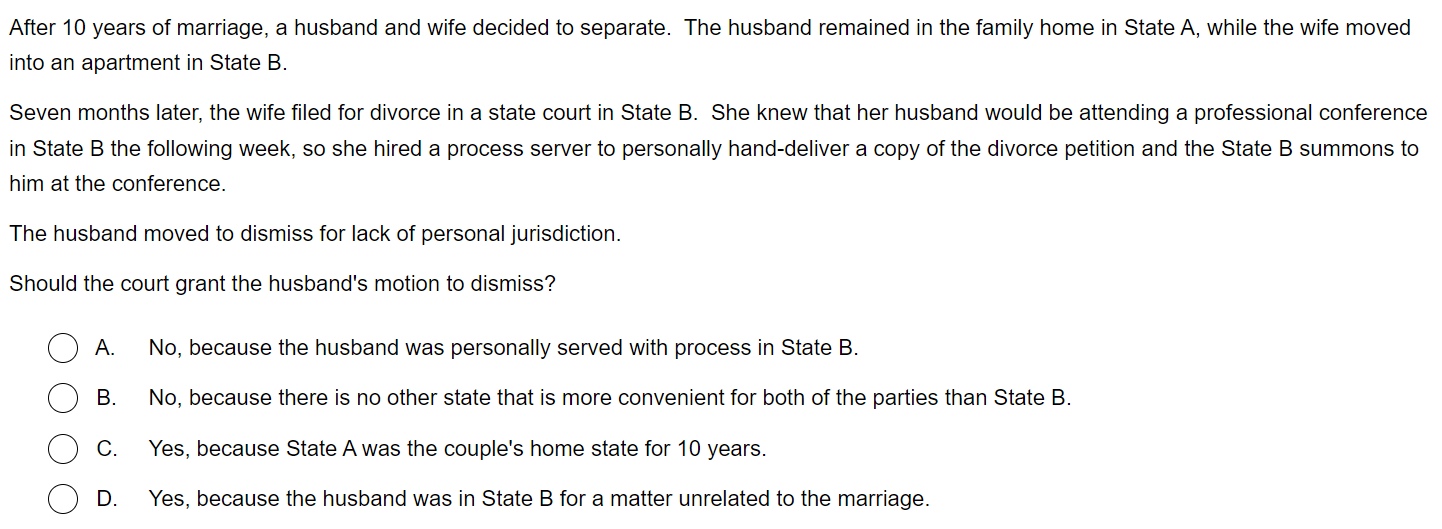 After 10 years of marriage, a husband and wife decided to separate.  The husband remained in the family home in State A, while the wife moved
into an apartment in State B.
Seven months later, the wife filed for divorce in a state court in State B.  She knew that her husband would be attending a professional conference
in State B the following week, so she hired a process server to personally hand-deliver a copy of the divorce petition and the State B summons to
him at the conference.
The husband moved to dismiss for lack of personal jurisdiction.
Should the court grant the husband's motion to dismiss?
A. No, because the husband was personally served with process in State B.
B. No, because there is no other state that is more convenient for both of the parties than State B.
C. Yes, because State A was the couple's home state for 10 years.
D. Yes, because the husband was in State B for a matter unrelated to the marriage.